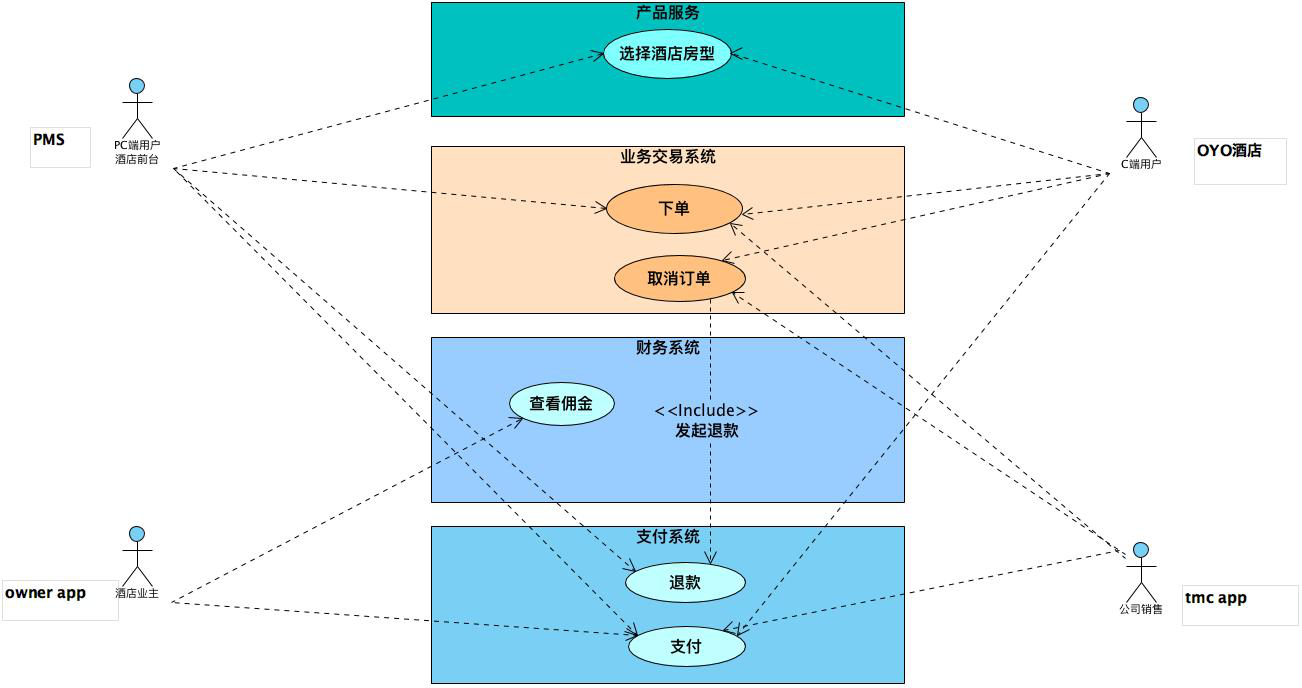 产品服务
选择酒店房型
PMS
PC端用户
酒店前台
C端用户
OYO酒店
业务交易系统
下单
取消订单
财务系统
查看佣金
<<Include>>
发起退款
支付系统
退款
支付
owner app
酒店业主
公司销售
tmc app